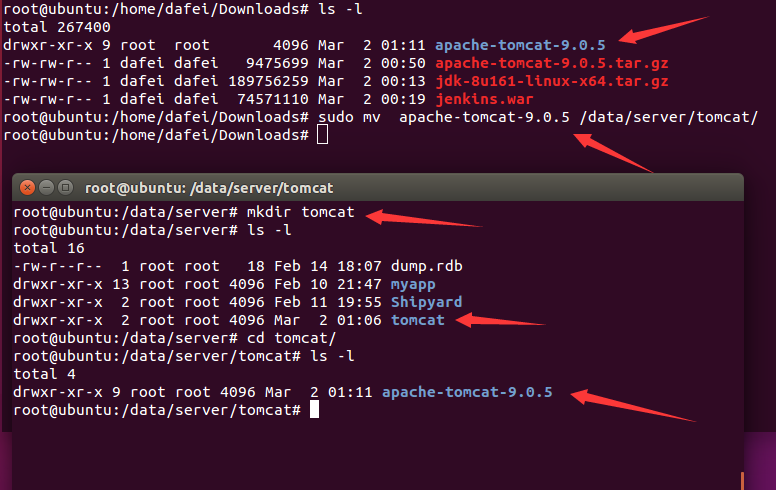 root@ubuntu:/home/dafei/Downloads# ls -l
total 267400
drwxr-xr-x 9 root  root       4096 Mar  2 01:11 apache-tomcat-9.0.5
-rw-rw-r-- 1 dafei dafei   9475699 Mar  2 00:50 apache-tomcat-9.0.5.tar.gz
-rw-rw-r-- 1 dafei dafei 189756259 Mar  2 00:13 jdk-8u161-linux-x64.tar.gz
-rw-rw-r-- 1 dafei dafei  74571110 Mar  2 00:19 jenkins.war
root@ubuntu:/home/dafei/Downloads# sudo mv  apache-tomcat-9.0.5 /data/server/tomcat/
root@ubuntu:/home/dafei/Downloads#
root@ubuntu: /data/server/tomcat
root@ubuntu:/data/server# mkdir tomcat
root@ubuntu:/data/server# ls -l
total 16
-rw-r--r--  1 root root   18 Feb 14 18:07 dump.rdb
drwxr-xr-x 13 root root 4096 Feb 10 21:47 myapp
drwxr-xr-x  2 root root 4096 Feb 11 19:55 Shipyard
drwxr-xr-x  2 root root 4096 Mar  2 01:06 tomcat
root@ubuntu:/data/server# cd tomcat/
root@ubuntu:/data/server/tomcat# ls -l
total 4
drwxr-xr-x 9 root root 4096 Mar  2 01:11 apache-tomcat-9.0.5
root@ubuntu:/data/server/tomcat#